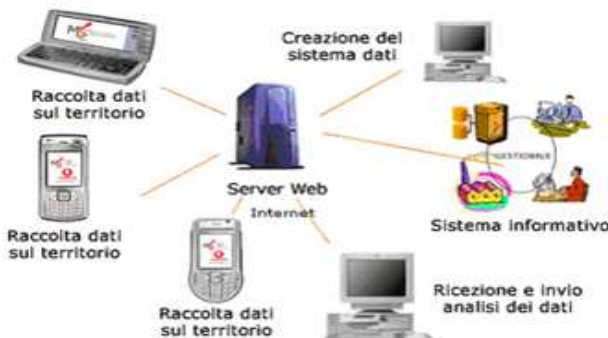 Raccolta dati
sul territorio
Creazione del
sistema dati
Server Web
Internet
GESTIONALE
Sistema informativo
Raccolta dati
sul territorio
Raccolta dati
sul territorio
Ricezione e invio
analisi dei dati